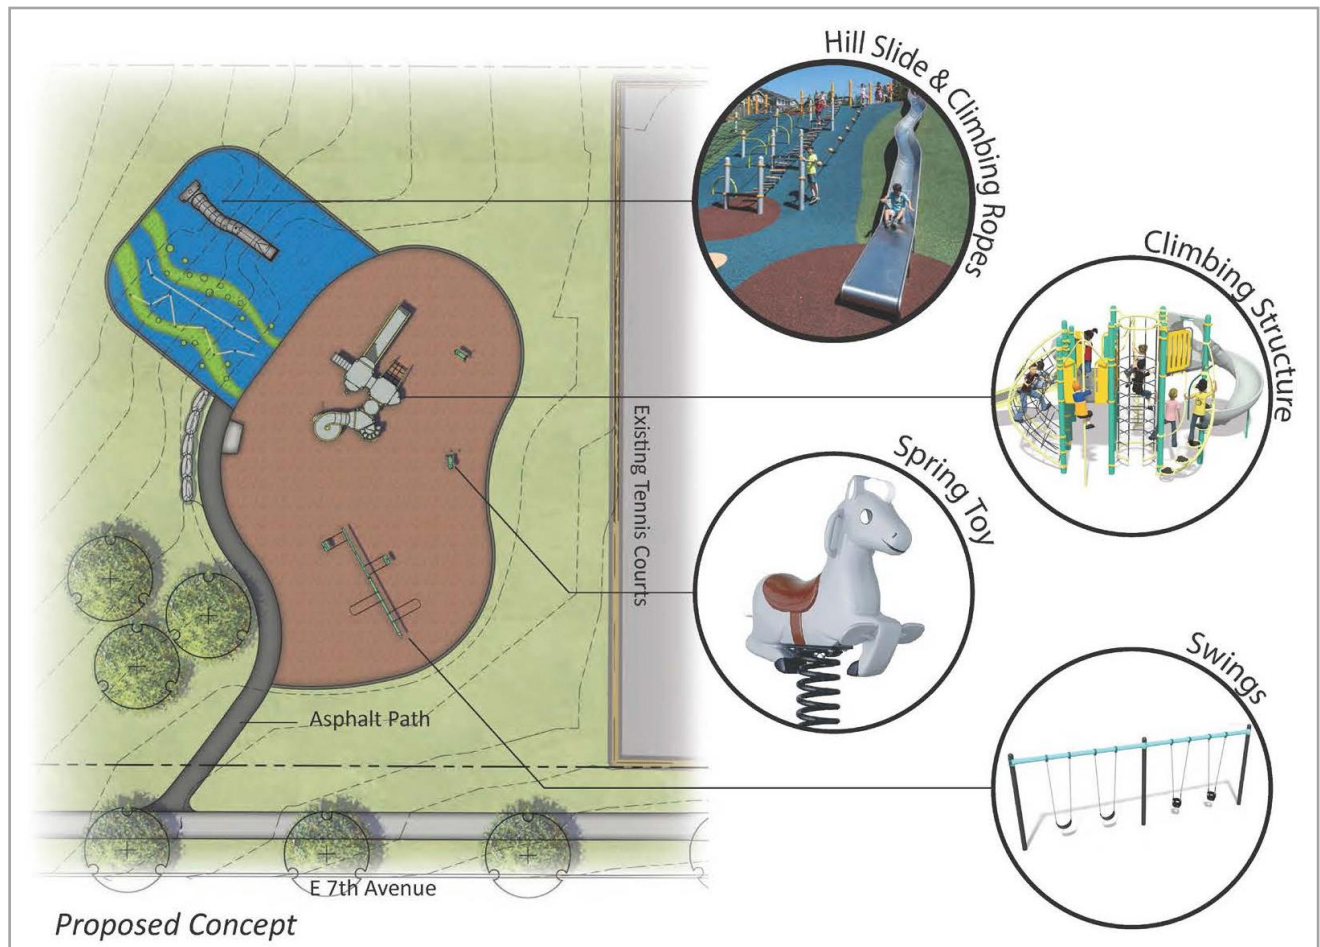 Hill Slide & Climbing Ropes
Climbing Structure
Existing Tennis Courts
Spring Toy
Swings
Asphalt Path
E 7th Avenue
Proposed Concept